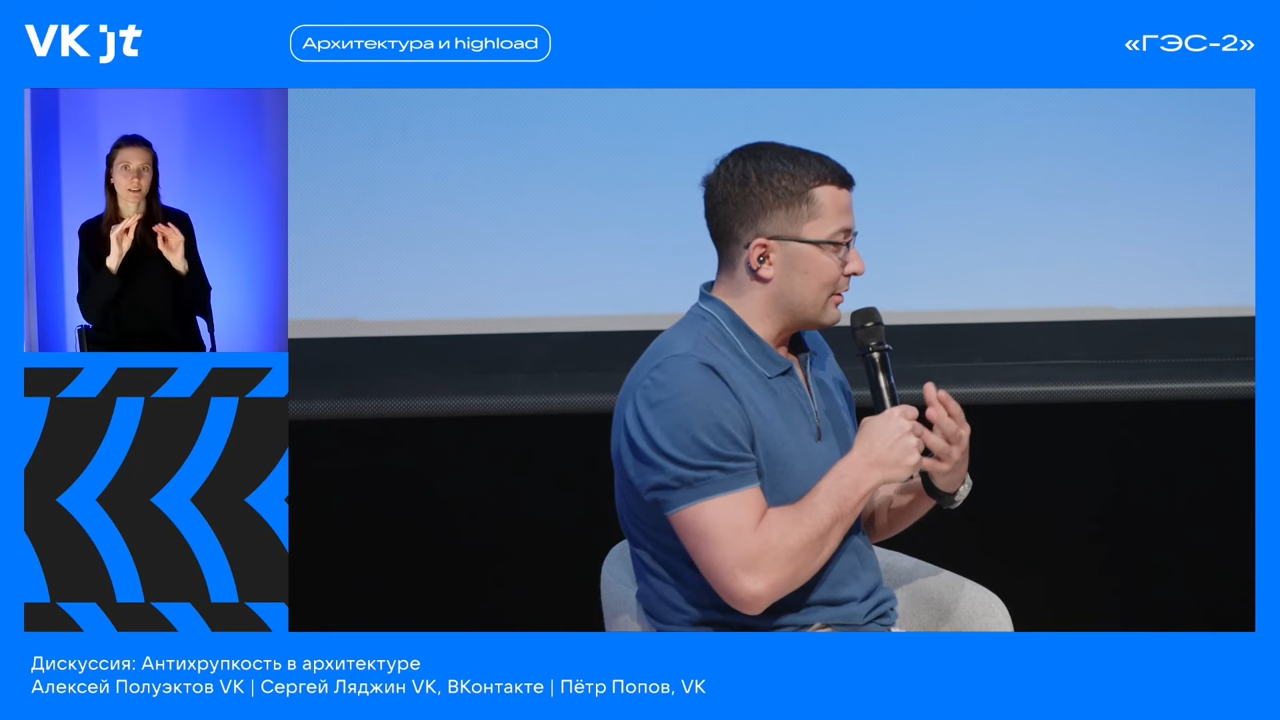 VK jt
Архитектура и highload
«ГЭС-2»
Дискуссия: Антихрупкость в архитектуре
Алексей Полуэктов VK | Сергей Ляджин VK, ВКонтакте | Пётр Попов, VK